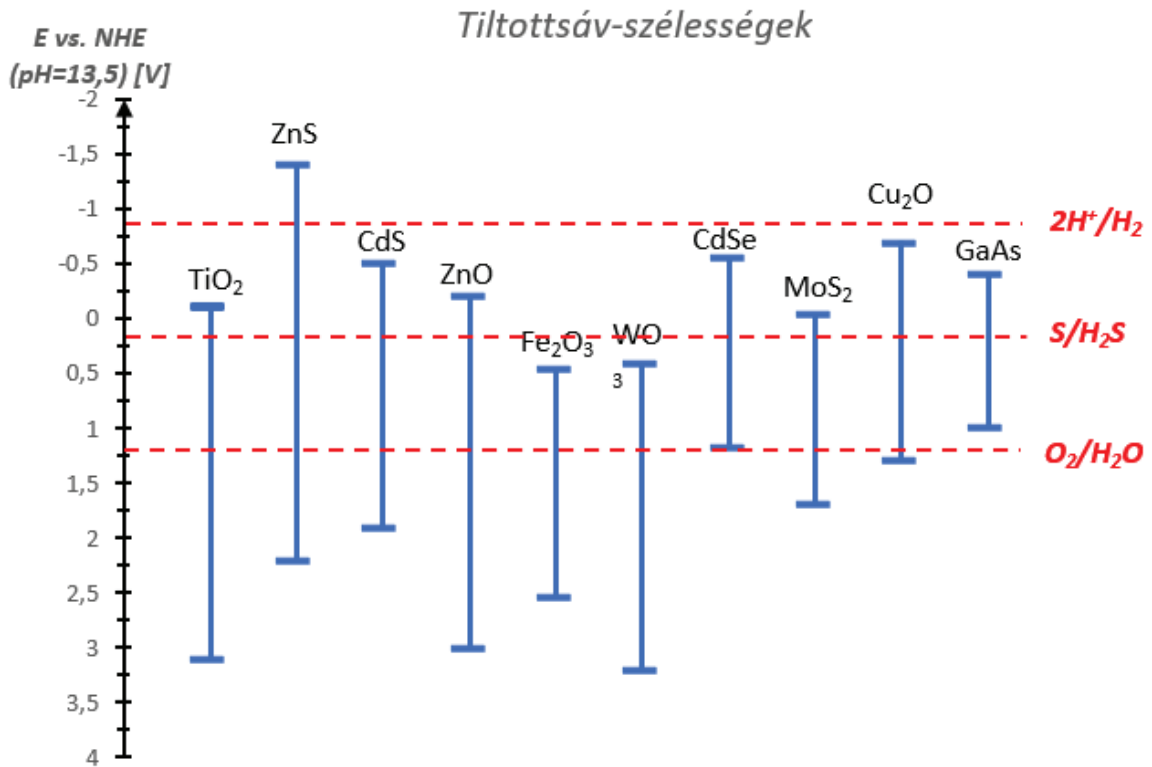 Tiltottsáv-szélességek
E vs. NHE
(pH=13,5) [V]
-2
ZnS
-1,5
Cu₂O
-1
2H⁺/H₂
CdS
CdSe
GaAs
-0,5
TiO₂
ZnO
MoS₂
0
S/H₂S
Fe₂O₃
WO
3
0,5
1
O₂/H₂O
1,5
2
2,5
3
3,5
4